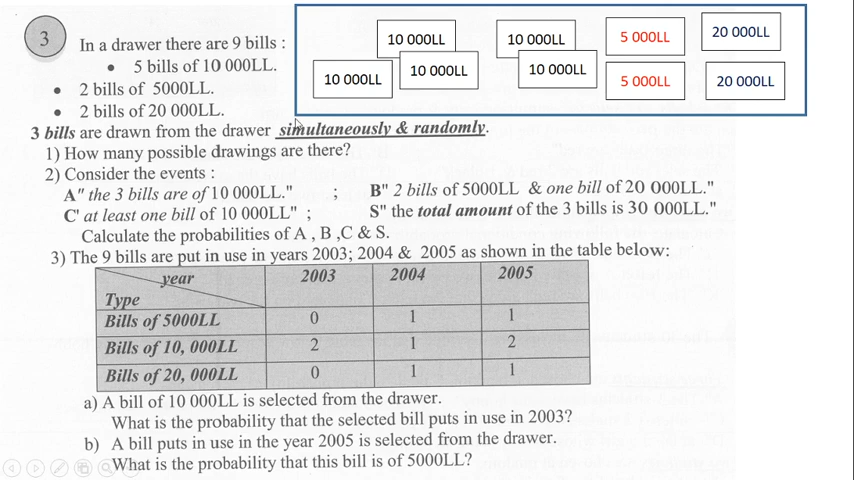 3
In a drawer there are 9 bills :
• 5 bills of 10 000LL.
• 2 bills of 5000LL.
• 2 bills of 20 000LL.
10 000LL
10 000LL
5 000LL
20 000LL
10 000LL
10 000LL
10 000LL
5 000LL
20 000LL
3 bills are drawn from the drawer simultaneously & randomly.
1) How many possible drawings are there?
2) Consider the events :
A" the 3 bills are of 10 000LL." ; B" 2 bills of 5000LL & one bill of 20 000LL."
C' at least one bill of 10 000LL" ; S" the total amount of the 3 bills is 30 000LL."
Calculate the probabilities of A , B ,C & S.
3) The 9 bills are put in use in years 2003; 2004 & 2005 as shown in the table below:
year 2003 2004 2005
Type
Bills of 5000LL 0 1 1
Bills of 10, 000LL 2 1 2
Bills of 20, 000LL 0 1 1
a) A bill of 10 000LL is selected from the drawer.
What is the probability that the selected bill puts in use in 2003?
b) A bill puts in use in the year 2005 is selected from the drawer.
What is the probability that this bill is of 5000LL?